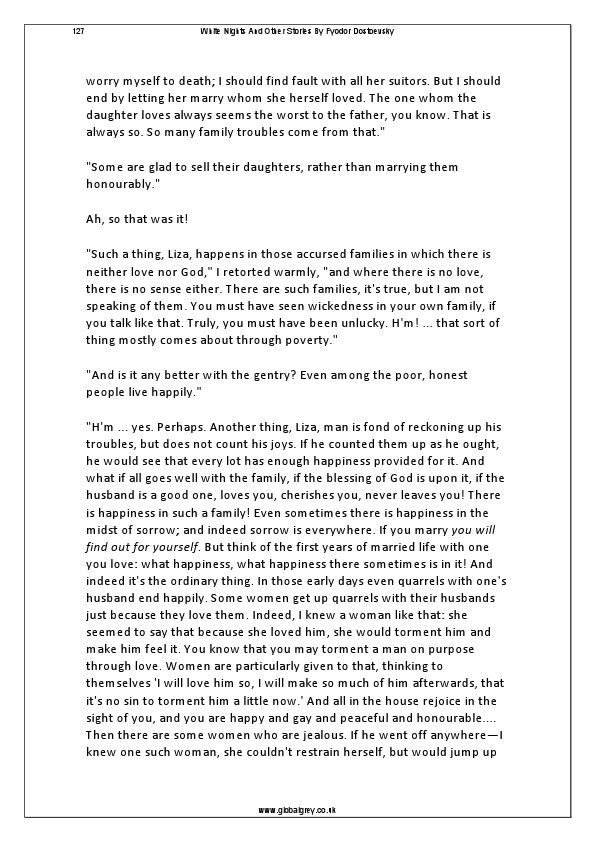 127
White Nights And Other Stories By Fyodor Dostoevsky
worry myself to death; I should find fault with all her suitors. But I should
end by letting her marry whom she herself loved. The one whom the
daughter loves always seems the worst to the father, you know. That is
always so. So many family troubles come from that."
"Some are glad to sell their daughters, rather than marrying them
honourably."
Ah, so that was it!
"Such a thing, Liza, happens in those accursed families in which there is
neither love nor God," I retorted warmly, "and where there is no love,
there is no sense either. There are such families, it's true, but I am not
speaking of them. You must have seen wickedness in your own family, if
you talk like that. Truly, you must have been unlucky. H'm! ... that sort of
thing mostly comes about through poverty."
"And is it any better with the gentry? Even among the poor, honest
people live happily."
"H'm ... yes. Perhaps. Another thing, Liza, man is fond of reckoning up his
troubles, but does not count his joys. If he counted them up as he ought,
he would see that every lot has enough happiness provided for it. And
what if all goes well with the family, if the blessing of God is upon it, if the
husband is a good one, loves you, cherishes you, never leaves you! There
is happiness in such a family! Even sometimes there is happiness in the
midst of sorrow; and indeed sorrow is everywhere. If you marry you will
find out for yourself. But think of the first years of married life with one
you love: what happiness, what happiness there sometimes is in it! And
indeed it's the ordinary thing. In those early days even quarrels with one's
husband end happily. Some women get up quarrels with their husbands
just because they love them. Indeed, I knew a woman like that: she
seemed to say that because she loved him, she would torment him and
make him feel it. You know that you may torment a man on purpose
through love. Women are particularly given to that, thinking to
themselves 'I will love him so, I will make so much of him afterwards, that
it's no sin to torment him a little now.' And all in the house rejoice in the
sight of you, and you are happy and gay and peaceful and honourable....
Then there are some women who are jealous. If he went off anywhere—I
knew one such woman, she couldn't restrain herself, but would jump up
www.globalgrey.co.uk